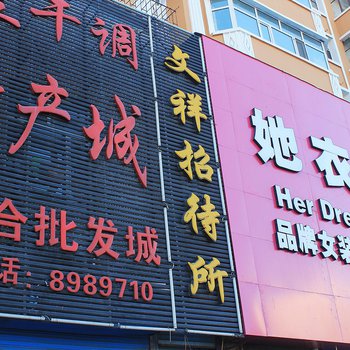 车调
产城
合批发城
话：8989710
文祥招待所
她衣
Her Dre
品牌女装